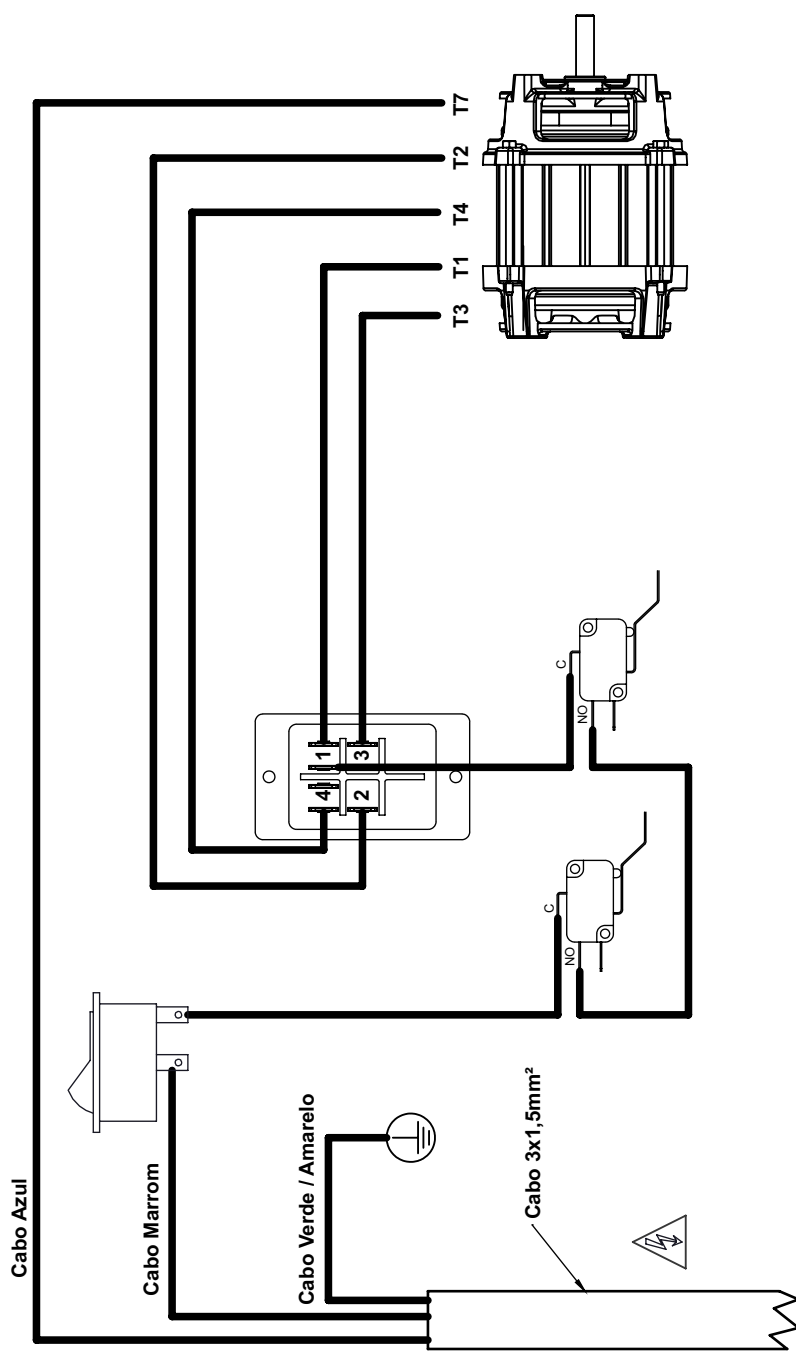 Cabo Azul
Cabo Marrom
Cabo Verde / Amarelo
Cabo 3x1,5mm²
C
NO
C
NO
4
1
2
3
T7
T2
T4
T1
T3